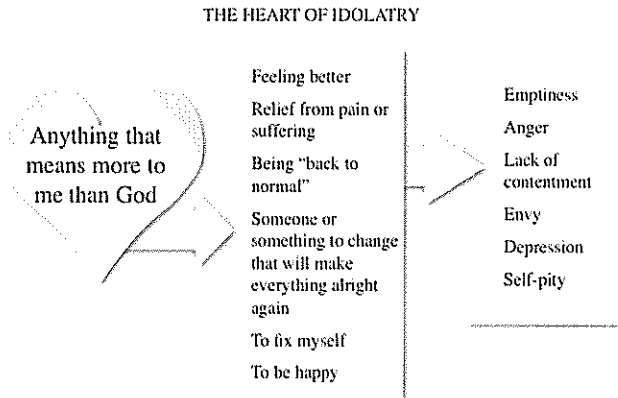 THE HEART OF IDOLATRY
Anything that
means more to
me than God
Feeling better
Relief from pain or
suffering
Being “back to
normal”
Someone or
something to change
that will make
everything alright
again
To fix myself
To be happy
Emptiness
Anger
Lack of
contentment
Envy
Depression
Self-pity